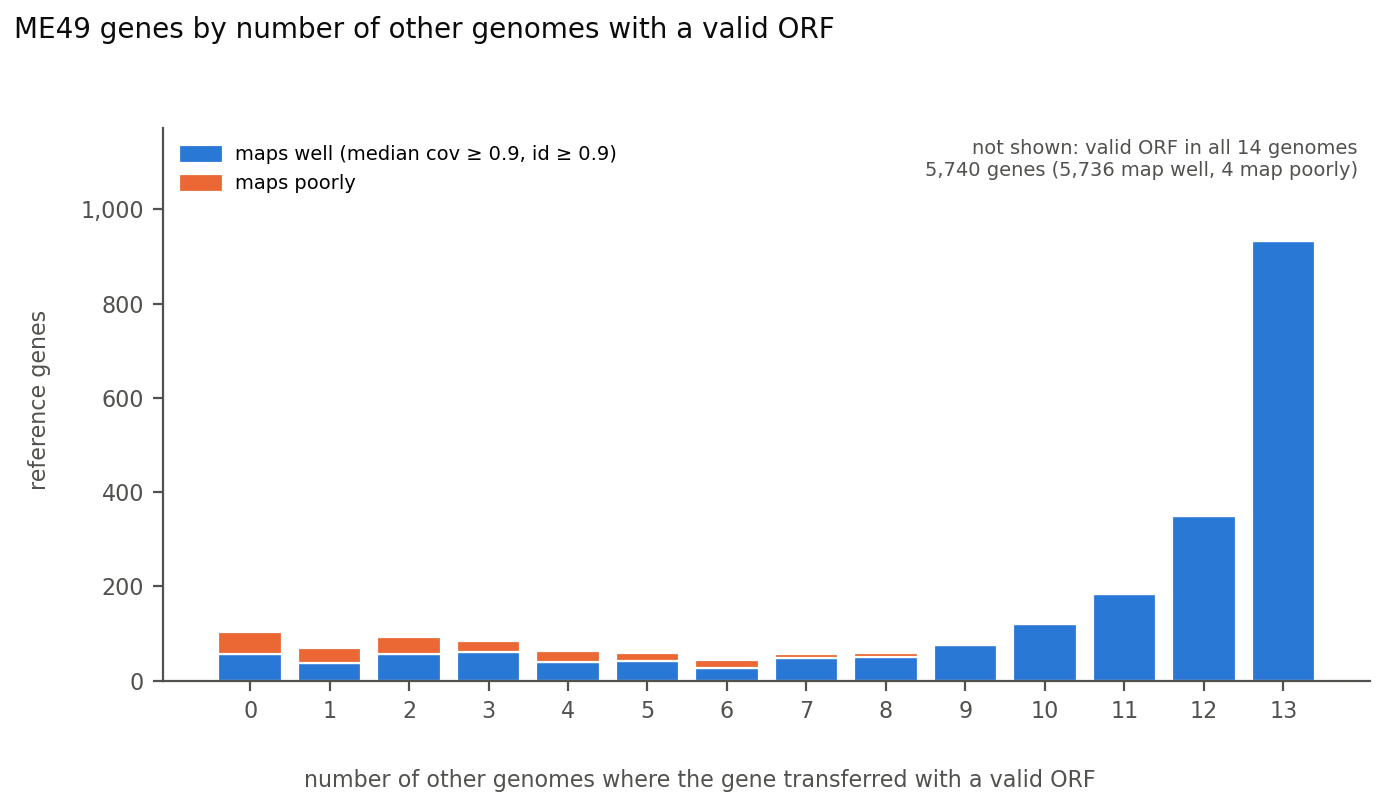 ME49 genes by number of other genomes with a valid ORF
maps well (median cov ≥ 0.9, id ≥ 0.9)
maps poorly
not shown: valid ORF in all 14 genomes
5,740 genes (5,736 map well, 4 map poorly)
reference genes
1,000
800
600
400
200
0
0 1 2 3 4 5 6 7 8 9 10 11 12 13
number of other genomes where the gene transferred with a valid ORF